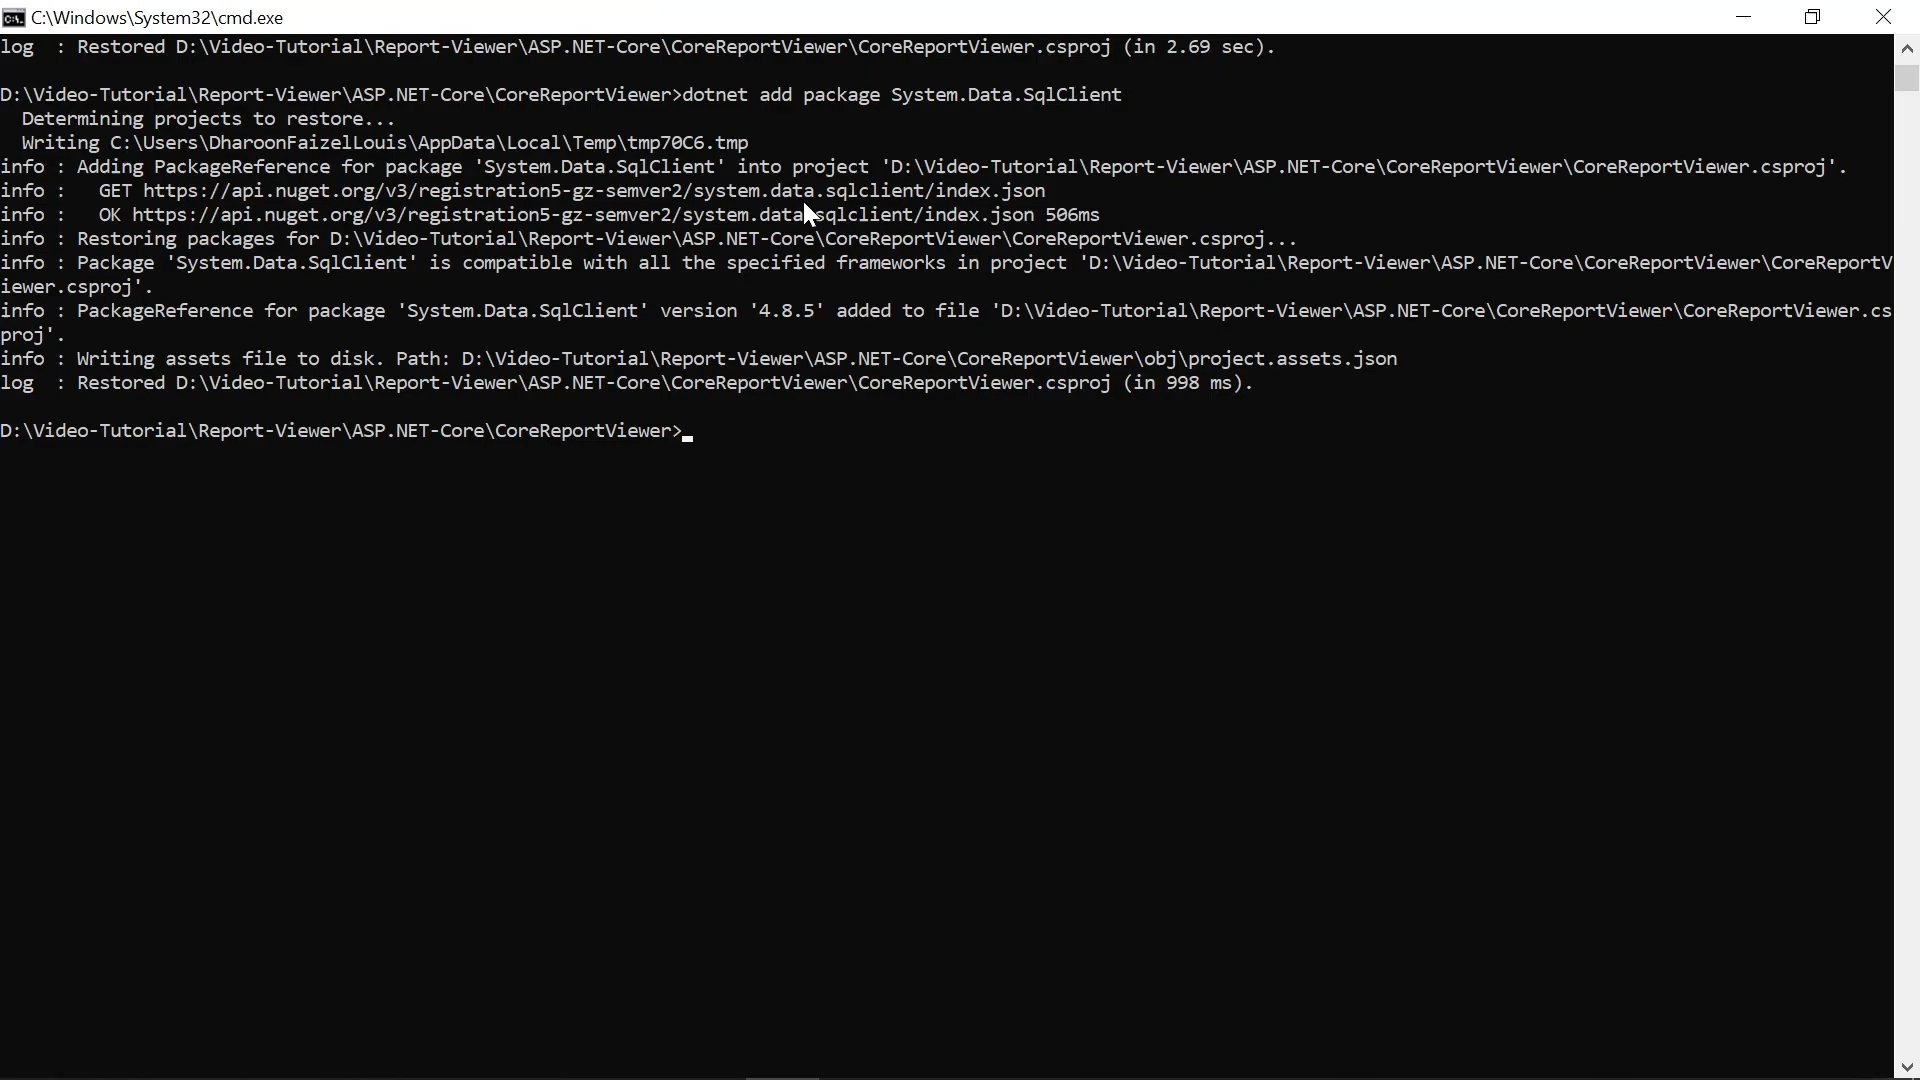 C:\Windows\System32\cmd.exe
log  : Restored D:\Video-Tutorial\Report-Viewer\ASP.NET-Core\CoreReportViewer\CoreReportViewer.csproj (in 2.69 sec).
D:\Video-Tutorial\Report-Viewer\ASP.NET-Core\CoreReportViewer>dotnet add package System.Data.SqlClient
  Determining projects to restore...
  Writing C:\Users\DharoonFaizelLouis\AppData\Local\Temp\tmp70C6.tmp
info : Adding PackageReference for package 'System.Data.SqlClient' into project 'D:\Video-Tutorial\Report-Viewer\ASP.NET-Core\CoreReportViewer\CoreReportViewer.csproj'.
info :   GET https://api.nuget.org/v3/registration5-gz-semver2/system.data.sqlclient/index.json
info :   OK https://api.nuget.org/v3/registration5-gz-semver2/system.data.sqlclient/index.json 506ms
info : Restoring packages for D:\Video-Tutorial\Report-Viewer\ASP.NET-Core\CoreReportViewer\CoreReportViewer.csproj...
info : Package 'System.Data.SqlClient' is compatible with all the specified frameworks in project 'D:\Video-Tutorial\Report-Viewer\ASP.NET-Core\CoreReportViewer\CoreReportV
iewer.csproj'.
info : PackageReference for package 'System.Data.SqlClient' version '4.8.5' added to file 'D:\Video-Tutorial\Report-Viewer\ASP.NET-Core\CoreReportViewer\CoreReportViewer.cs
proj'.
info : Writing assets file to disk. Path: D:\Video-Tutorial\Report-Viewer\ASP.NET-Core\CoreReportViewer\obj\project.assets.json
log  : Restored D:\Video-Tutorial\Report-Viewer\ASP.NET-Core\CoreReportViewer\CoreReportViewer.csproj (in 998 ms).
D:\Video-Tutorial\Report-Viewer\ASP.NET-Core\CoreReportViewer>